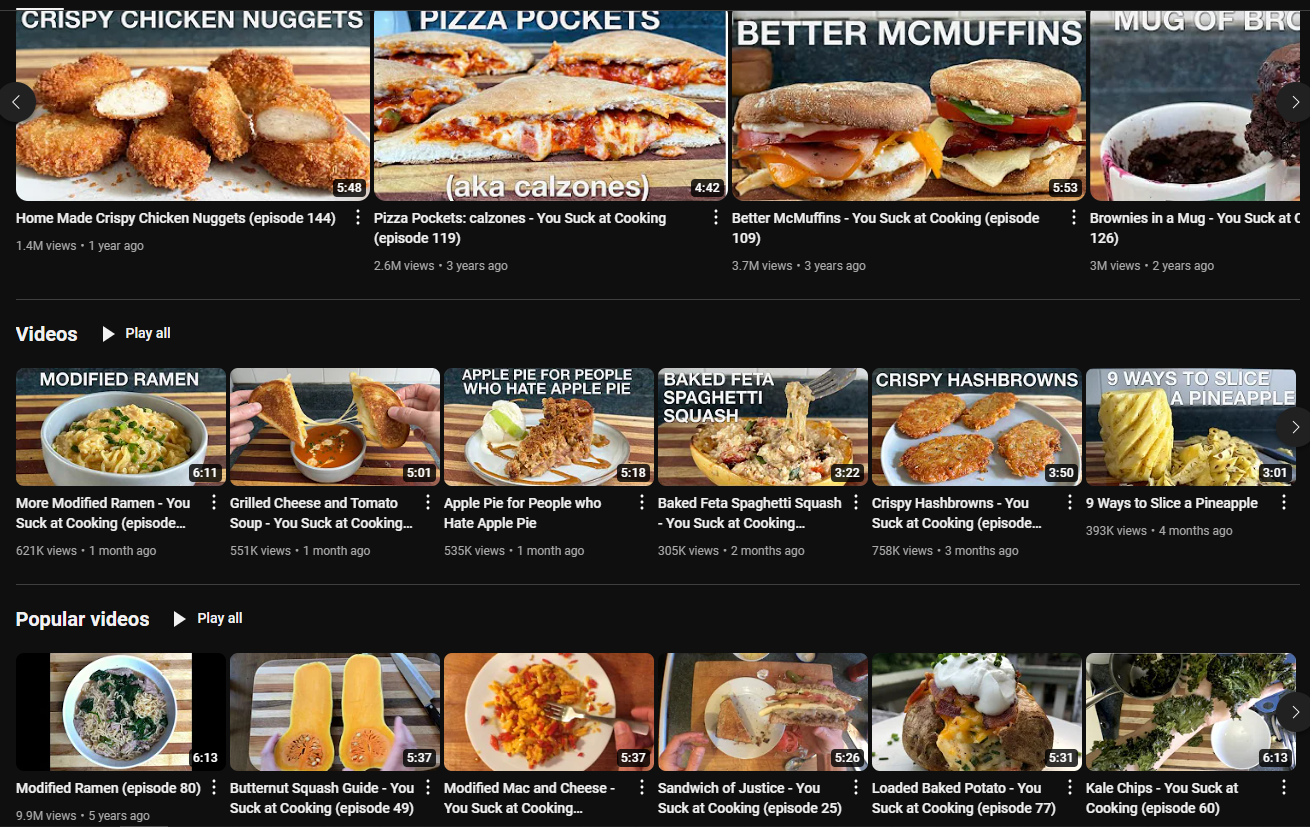 CRISPY CHICKEN NUGGETS
PIZZA POCKETS
BETTER MCMUFFINS
MUG OF BRO
(aka calzones)
5:48
4:42
5:53
Home Made Crispy Chicken Nuggets (episode 144)
1.4M views • 1 year ago
Pizza Pockets: calzones - You Suck at Cooking
(episode 119)
2.6M views • 3 years ago
Better McMuffins - You Suck at Cooking (episode
109)
3.7M views • 3 years ago
Brownies in a Mug - You Suck at C
126)
3M views • 2 years ago
Videos
Play all
MODIFIED RAMEN
6:11
5:01
APPLE PIE FOR PEOPLE
WHO HATE APPLE PIE
5:18
BAKED FETA
SPAGHETTI
SQUASH
3:22
CRISPY HASHBROWNS
3:50
9 WAYS TO SLICE
A PINEAPPLE
3:01
More Modified Ramen - You
Suck at Cooking (episode...
621K views • 1 month ago
Grilled Cheese and Tomato
Soup - You Suck at Cooking...
551K views • 1 month ago
Apple Pie for People who
Hate Apple Pie
535K views • 1 month ago
Baked Feta Spaghetti Squash
- You Suck at Cooking...
305K views • 2 months ago
Crispy Hashbrowns - You
Suck at Cooking (episode...
758K views • 3 months ago
9 Ways to Slice a Pineapple
393K views • 4 months ago
Popular videos
Play all
6:13
5:37
5:37
5:26
5:31
6:13
Modified Ramen (episode 80)
9.9M views • 5 years ago
Butternut Squash Guide - You
Suck at Cooking (episode 49)
Modified Mac and Cheese -
You Suck at Cooking...
Sandwich of Justice - You
Suck at Cooking (episode 25)
Loaded Baked Potato - You
Suck at Cooking (episode 77)
Kale Chips - You Suck at
Cooking (episode 60)